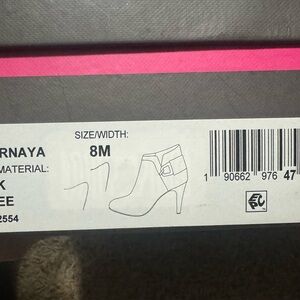 RNAYA
SIZE/WIDTH:
8M
MATERIAL:
K
EE
2554
1 90662 976 47